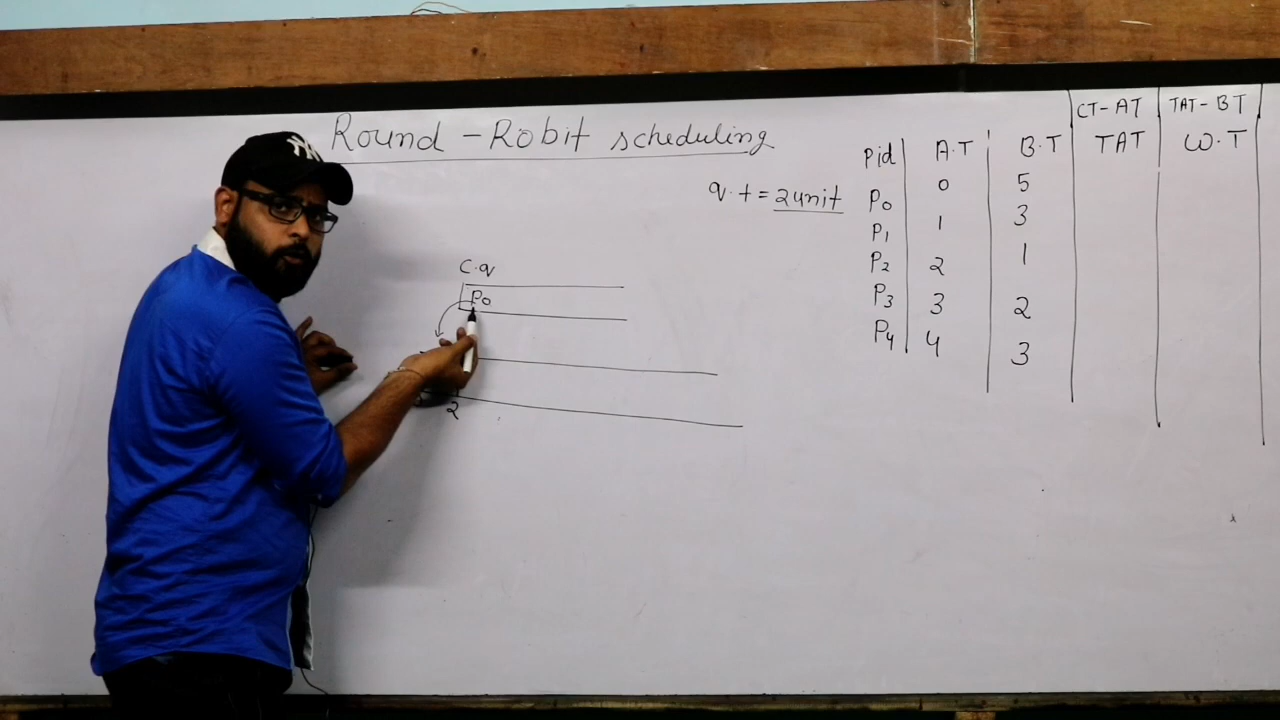 Round - Robit scheduling
q.t = 2unit
C.q
P0
2
CT-AT TAT-BT
Pid A.T B.T TAT W.T
P0 0 5
P1 1 3
P2 2 1
P3 3 2
P4 4 3
NY